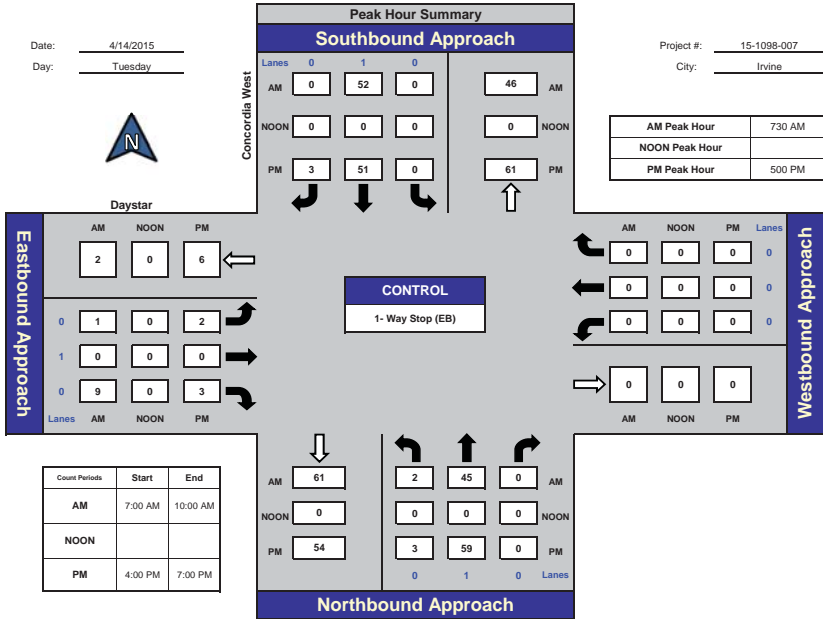 Peak Hour Summary
Southbound Approach
Date: 4/14/2015
Day: Tuesday
Project #: 15-1098-007
City: Irvine
Concordia West
Lanes 0 1 0
AM 0 52 0 46 AM
NOON 0 0 0 0 NOON
PM 3 51 0 61 PM
N
AM Peak Hour 730 AM
NOON Peak Hour
PM Peak Hour 500 PM
Daystar
Eastbound Approach
AM NOON PM
2 0 6
0 1 0 2
1 0 0 0
0 9 0 3
Lanes AM NOON PM
CONTROL
1- Way Stop (EB)
AM NOON PM Lanes
0 0 0 0
0 0 0 0
0 0 0 0
0 0 0
AM NOON PM
Westbound Approach
Count Periods Start End
AM 7:00 AM 10:00 AM
NOON
PM 4:00 PM 7:00 PM
AM 61 2 45 0 AM
NOON 0 0 0 0 NOON
PM 54 3 59 0 PM
0 1 0 Lanes
Northbound Approach